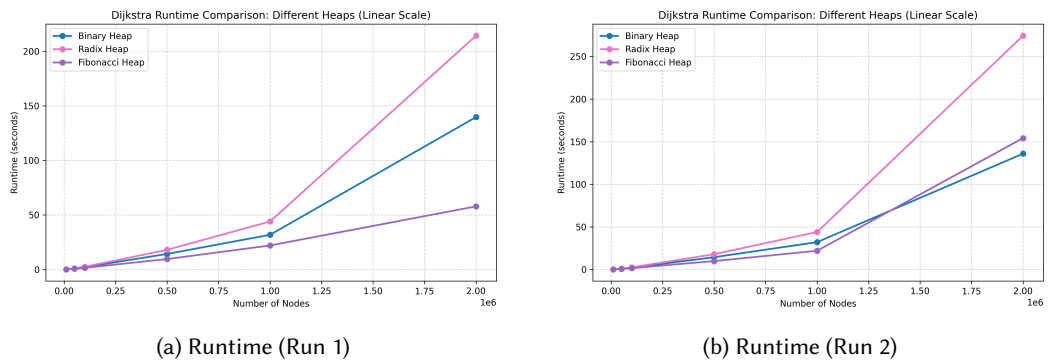 Dijkstra Runtime Comparison: Different Heaps (Linear Scale)
Binary Heap
Radix Heap
Fibonacci Heap
Runtime (seconds)
200
150
100
50
0
0.00 0.25 0.50 0.75 1.00 1.25 1.50 1.75 2.00
1e6
Number of Nodes
(a) Runtime (Run 1)
Dijkstra Runtime Comparison: Different Heaps (Linear Scale)
Binary Heap
Radix Heap
Fibonacci Heap
Runtime (seconds)
250
200
150
100
50
0
0.00 0.25 0.50 0.75 1.00 1.25 1.50 1.75 2.00
1e6
Number of Nodes
(b) Runtime (Run 2)